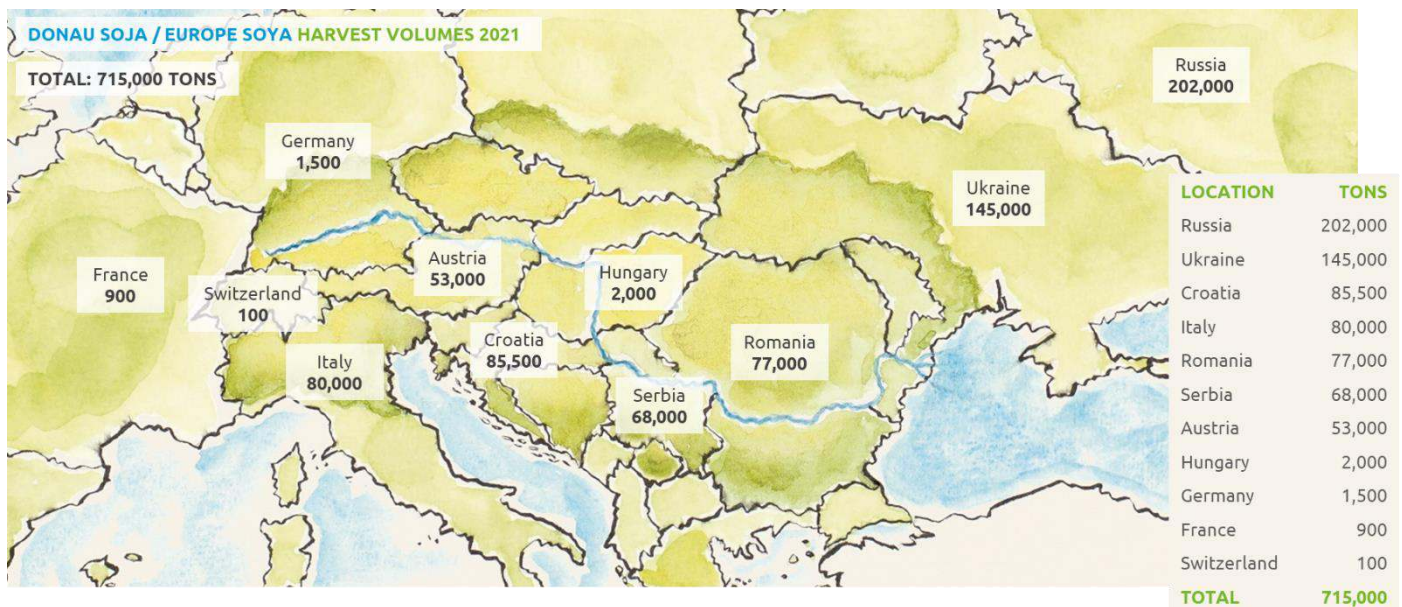 DONAU SOJA / EUROPE SOYA HARVEST VOLUMES 2021
TOTAL: 715,000 TONS
Russia
202,000
Germany
1,500
Ukraine
145,000
Austria
53,000
France
900
Switzerland
100
Hungary
2,000
Croatia
85,500
Romania
77,000
Italy
80,000
Serbia
68,000
LOCATION TONS
Russia 202,000
Ukraine 145,000
Croatia 85,500
Italy 80,000
Romania 77,000
Serbia 68,000
Austria 53,000
Hungary 2,000
Germany 1,500
France 900
Switzerland 100
TOTAL 715,000